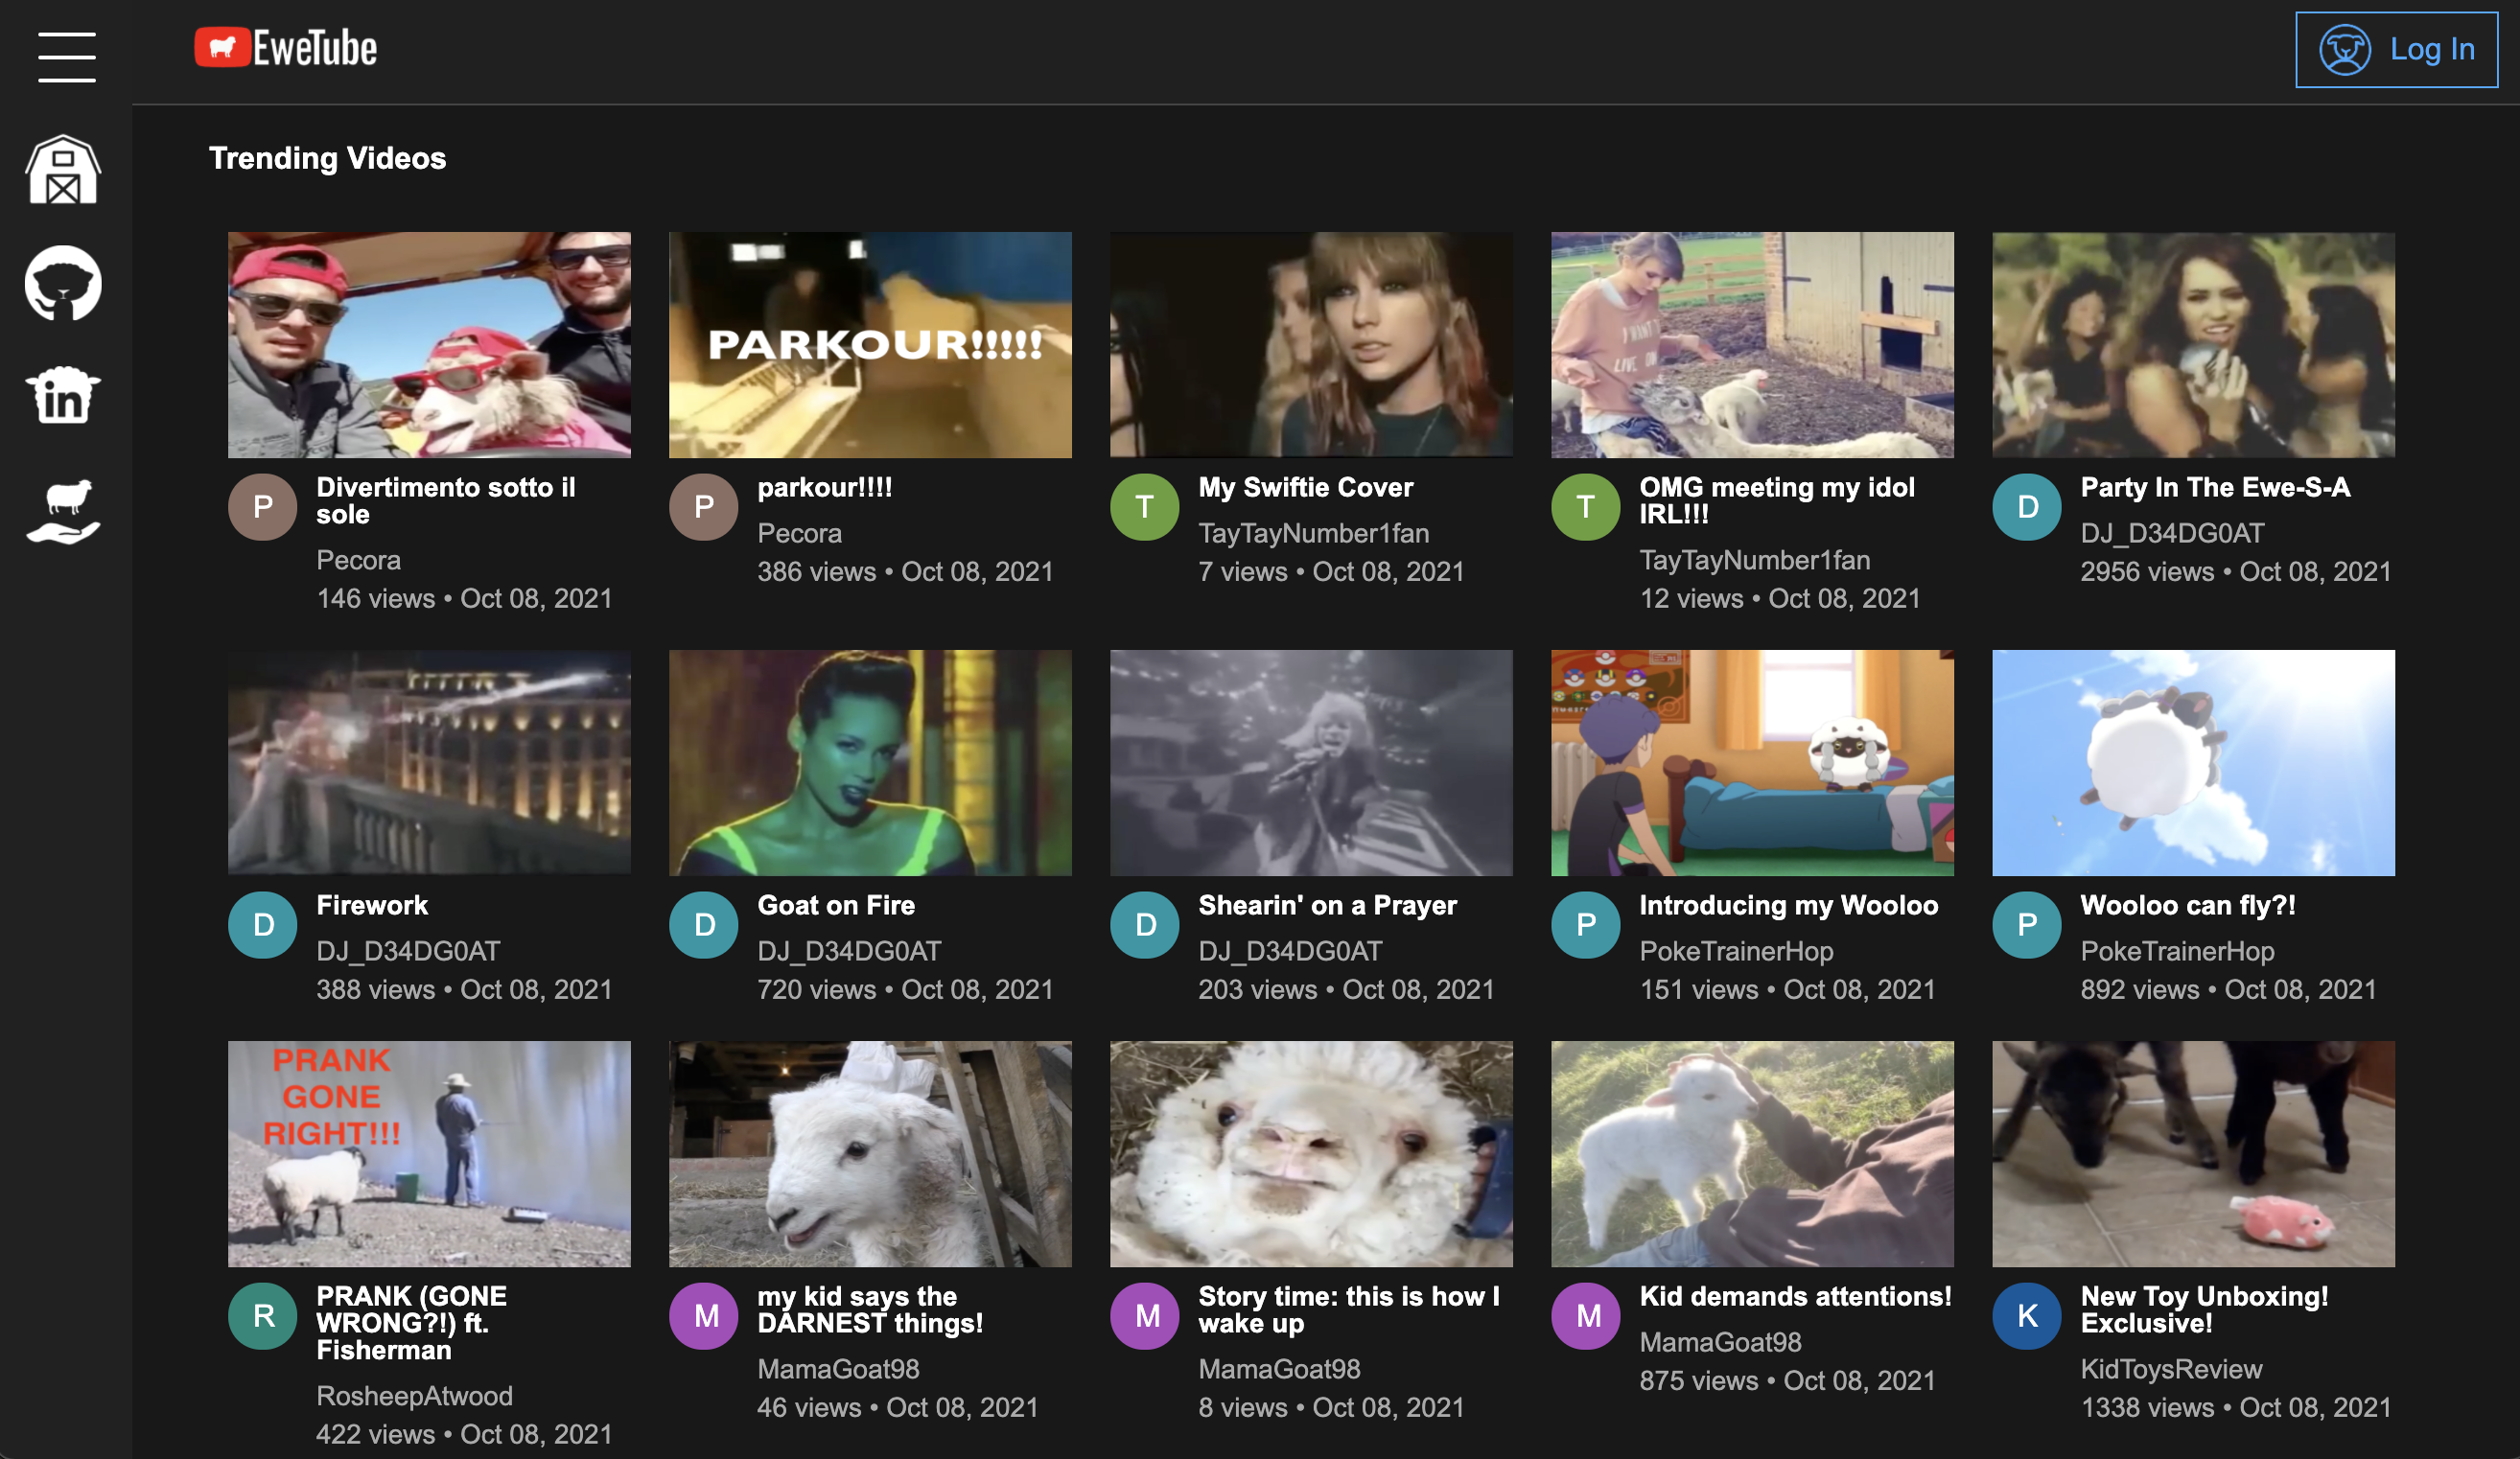 EweTube
Log In
in
Trending Videos
PARKOUR!!!!!
I WANT TO
LIVE ON
Divertimento sotto il
sole
Pecora
146 views • Oct 08, 2021
P
parkour!!!!
Pecora
386 views • Oct 08, 2021
P
My Swiftie Cover
TayTayNumber1fan
7 views • Oct 08, 2021
T
OMG meeting my idol
IRL!!!
TayTayNumber1fan
12 views • Oct 08, 2021
T
Party In The Ewe-S-A
DJ_D34DG0AT
2956 views • Oct 08, 2021
D
Firework
DJ_D34DG0AT
388 views • Oct 08, 2021
D
Goat on Fire
DJ_D34DG0AT
720 views • Oct 08, 2021
D
Shearin' on a Prayer
DJ_D34DG0AT
203 views • Oct 08, 2021
D
Introducing my Wooloo
PokeTrainerHop
151 views • Oct 08, 2021
P
Wooloo can fly?!
PokeTrainerHop
892 views • Oct 08, 2021
P
PRANK
GONE
RIGHT!!!
R
PRANK (GONE
WRONG?!) ft.
Fisherman
RosheepAtwood
422 views • Oct 08, 2021
M
my kid says the
DARNEST things!
MamaGoat98
46 views • Oct 08, 2021
M
Story time: this is how I
wake up
MamaGoat98
8 views • Oct 08, 2021
M
Kid demands attentions!
MamaGoat98
875 views • Oct 08, 2021
K
New Toy Unboxing!
Exclusive!
KidToysReview
1338 views • Oct 08, 2021